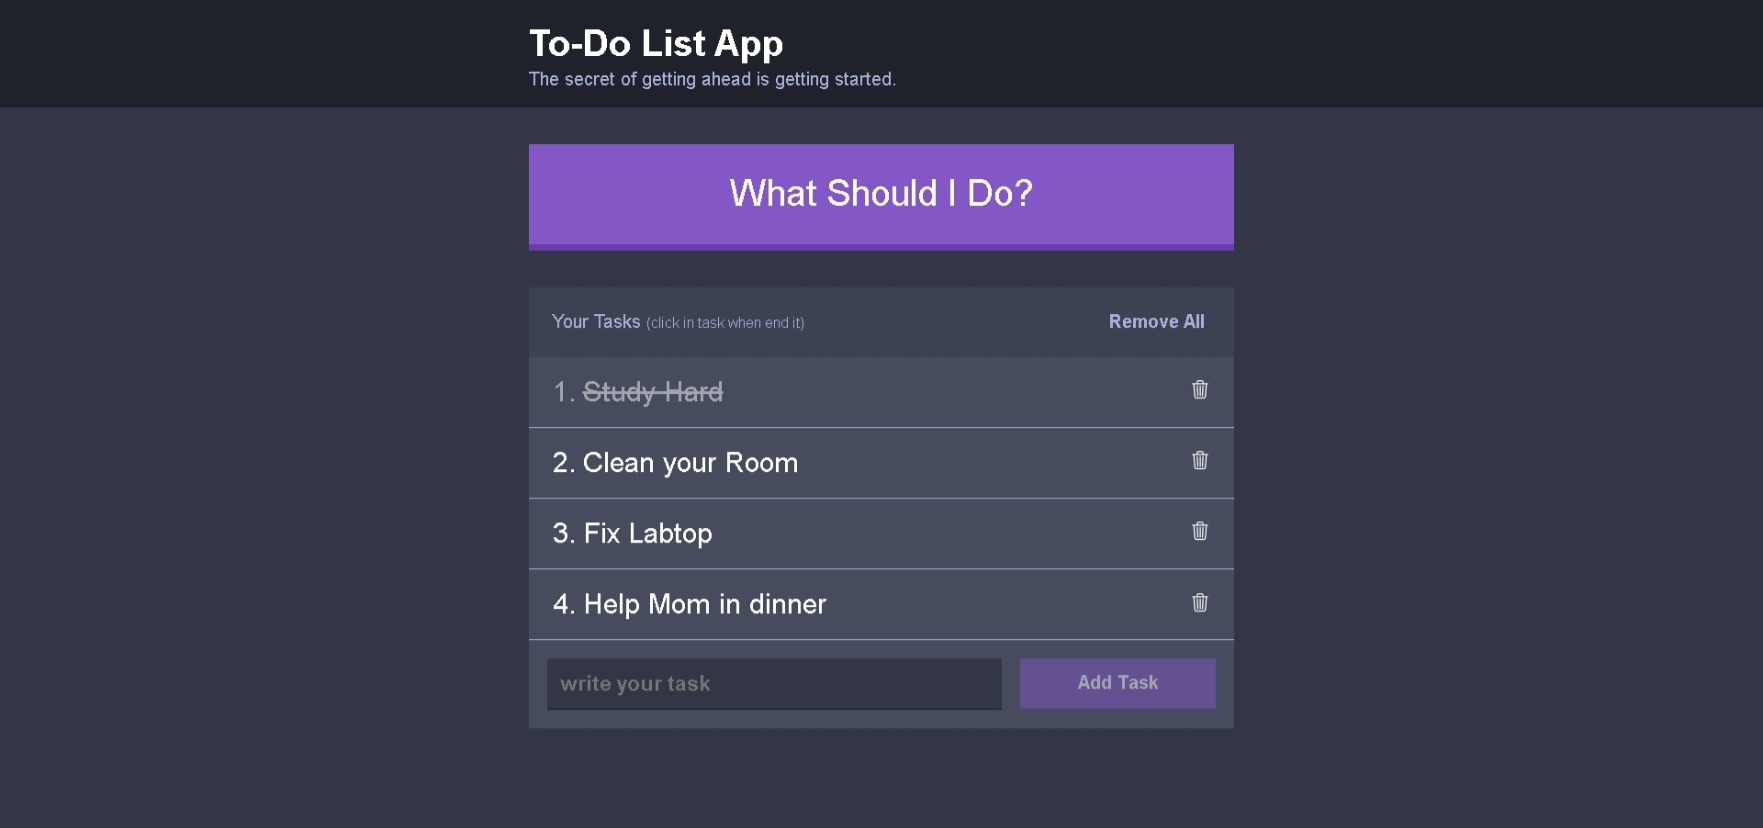 To-Do List App
The secret of getting ahead is getting started.
What Should I Do?
Your Tasks (click in task when end it) Remove All
1. Study Hard
2. Clean your Room
3. Fix Labtop
4. Help Mom in dinner
write your task Add Task